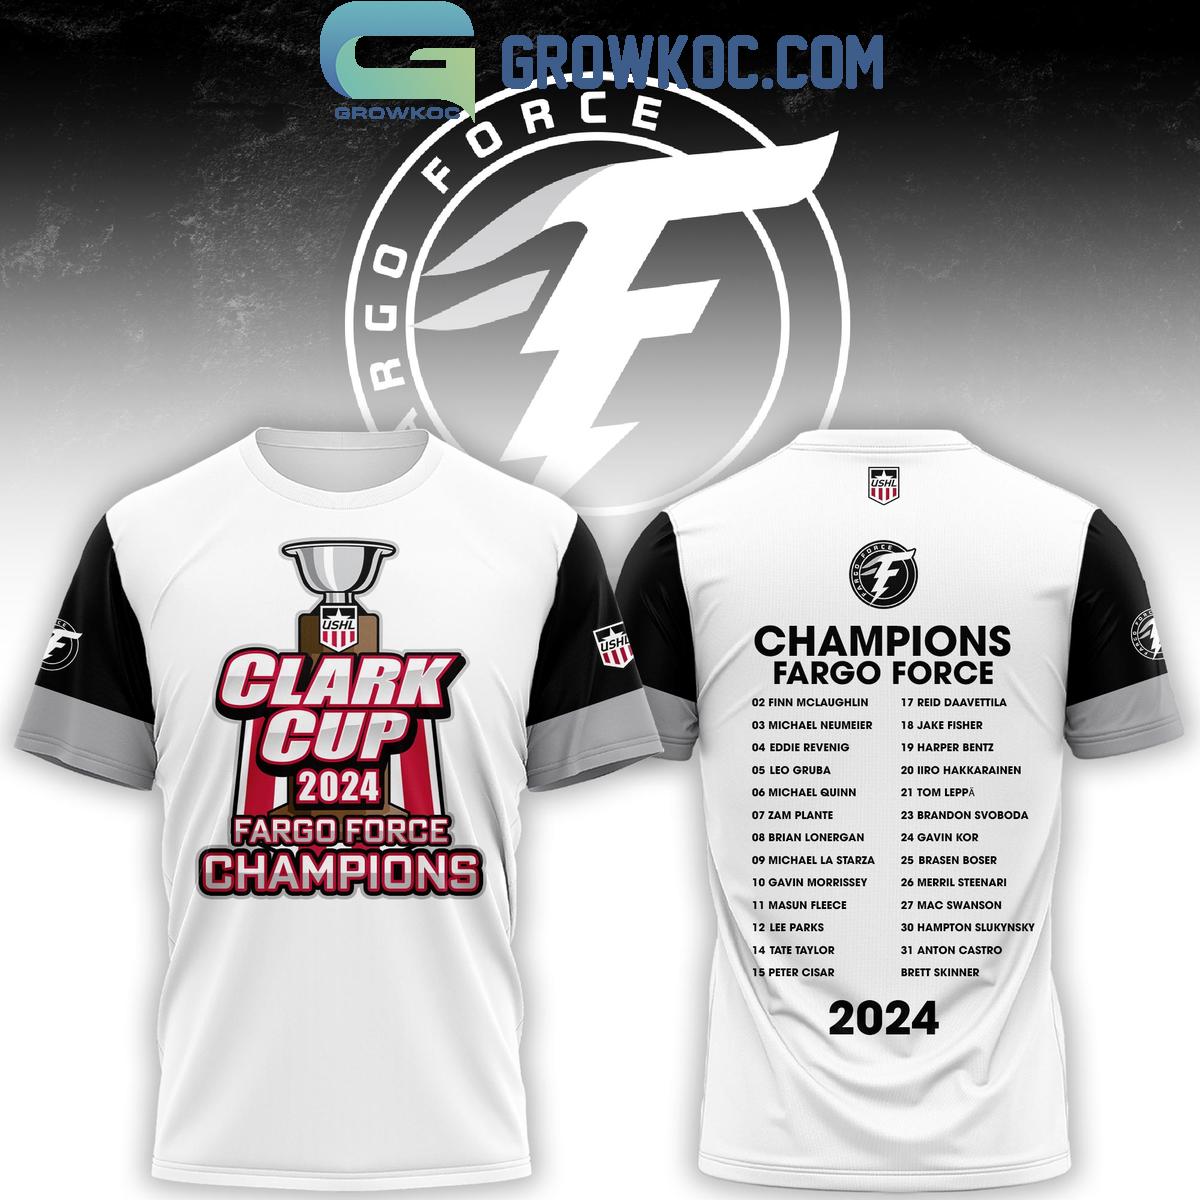 GROWKOC
GROWKOC.COM
FARGO FORCE
USHL
CLARK
CUP
2024
FARGO FORCE
CHAMPIONS
USHL
USHL
FARGO FORCE
CHAMPIONS
FARGO FORCE
02 FINN MCLAUGHLIN
03 MICHAEL NEUMEIER
04 EDDIE REVENIG
05 LEO GRUBA
06 MICHAEL QUINN
07 ZAM PLANTE
08 BRIAN LONERGAN
09 MICHAEL LA STARZA
10 GAVIN MORRISSEY
11 MASUN FLEECE
12 LEE PARKS
14 TATE TAYLOR
15 PETER CISAR
17 REID DAAVETTILA
18 JAKE FISHER
19 HARPER BENTZ
20 IIRO HAKKARAINEN
21 TOM LEPPÄ
23 BRANDON SVOBODA
24 GAVIN KOR
25 BRASEN BOSER
26 MERRIL STEENARI
27 MAC SWANSON
30 HAMPTON SLUKYNSKY
31 ANTON CASTRO
BRETT SKINNER
2024